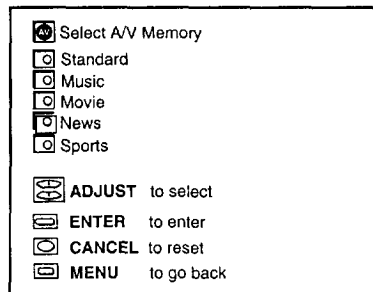 AV Select A/V Memory
Standard
Music
Movie
News
Sports
ADJUST to select
ENTER to enter
CANCEL to reset
MENU to go back